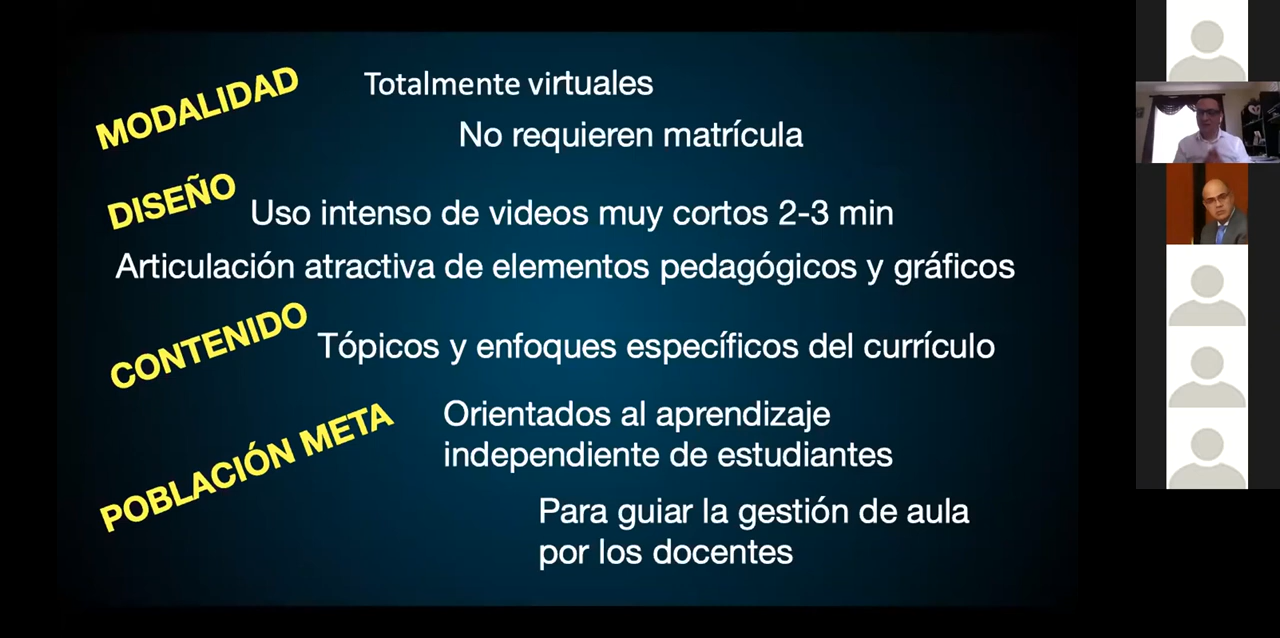 MODALIDAD
Totalmente virtuales
No requieren matrícula
DISEÑO
Uso intenso de videos muy cortos 2-3 min
Articulación atractiva de elementos pedagógicos y gráficos
CONTENIDO
Tópicos y enfoques específicos del currículo
POBLACIÓN META
Orientados al aprendizaje
independiente de estudiantes
Para guiar la gestión de aula
por los docentes